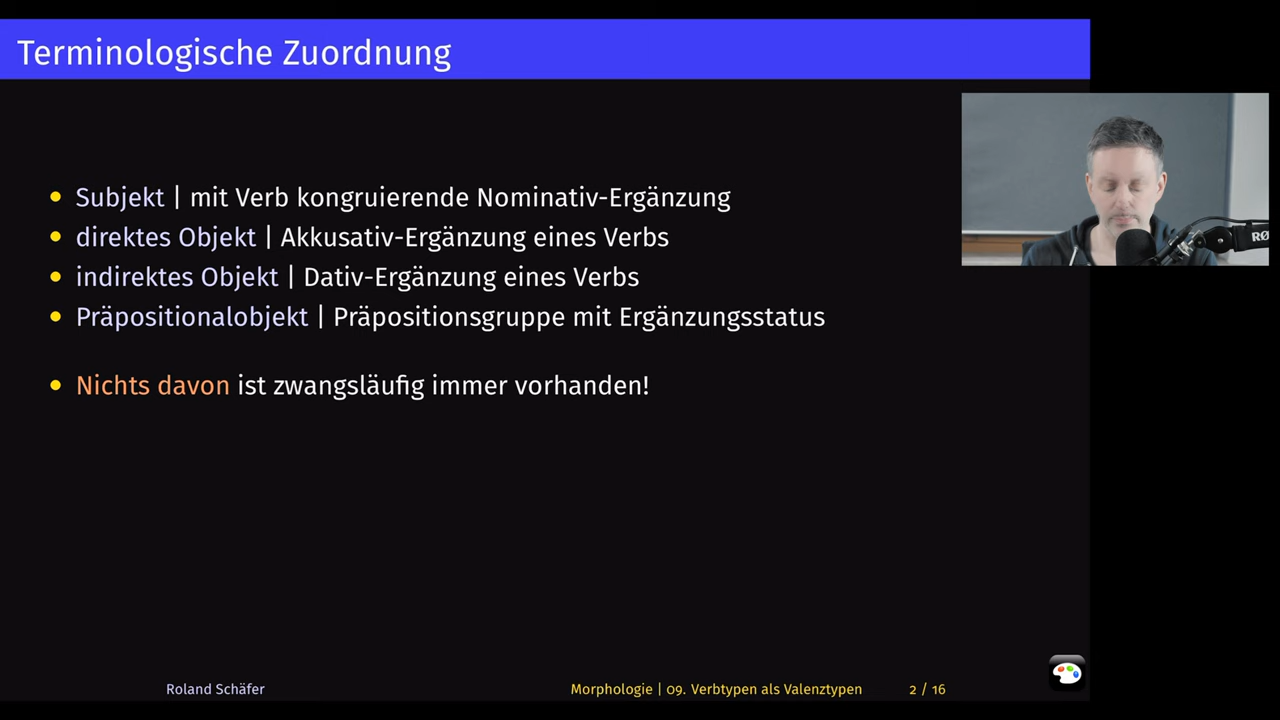 Terminologische Zuordnung
• Subjekt | mit Verb kongruierende Nominativ-Ergänzung
• direktes Objekt | Akkusativ-Ergänzung eines Verbs
• indirektes Objekt | Dativ-Ergänzung eines Verbs
• Präpositionalobjekt | Präpositionsgruppe mit Ergänzungsstatus
• Nichts davon ist zwangsläufig immer vorhanden!
RØ
Roland Schäfer
Morphologie | 09. Verbtypen als Valenztypen
2 / 16